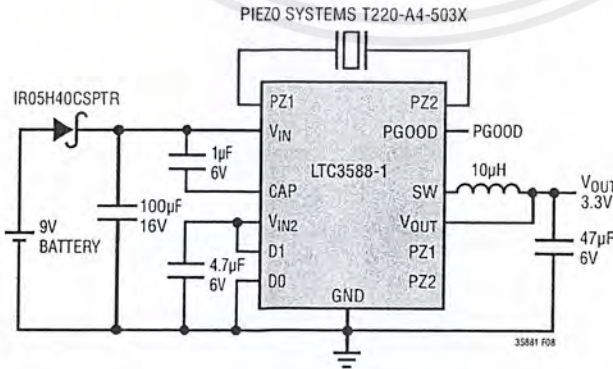 PIEZO SYSTEMS T220-A4-503X
IR05H40CSPTR
PZ1
PZ2
VIN
PGOOD
PGOOD
1µF
6V
LTC3588-1
10µH
CAP
SW
VOUT
3.3V
100µF
16V
VIN2
VOUT
9V
BATTERY
47µF
6V
4.7µF
6V
D1
PZ1
D0
PZ2
GND
35881 F08